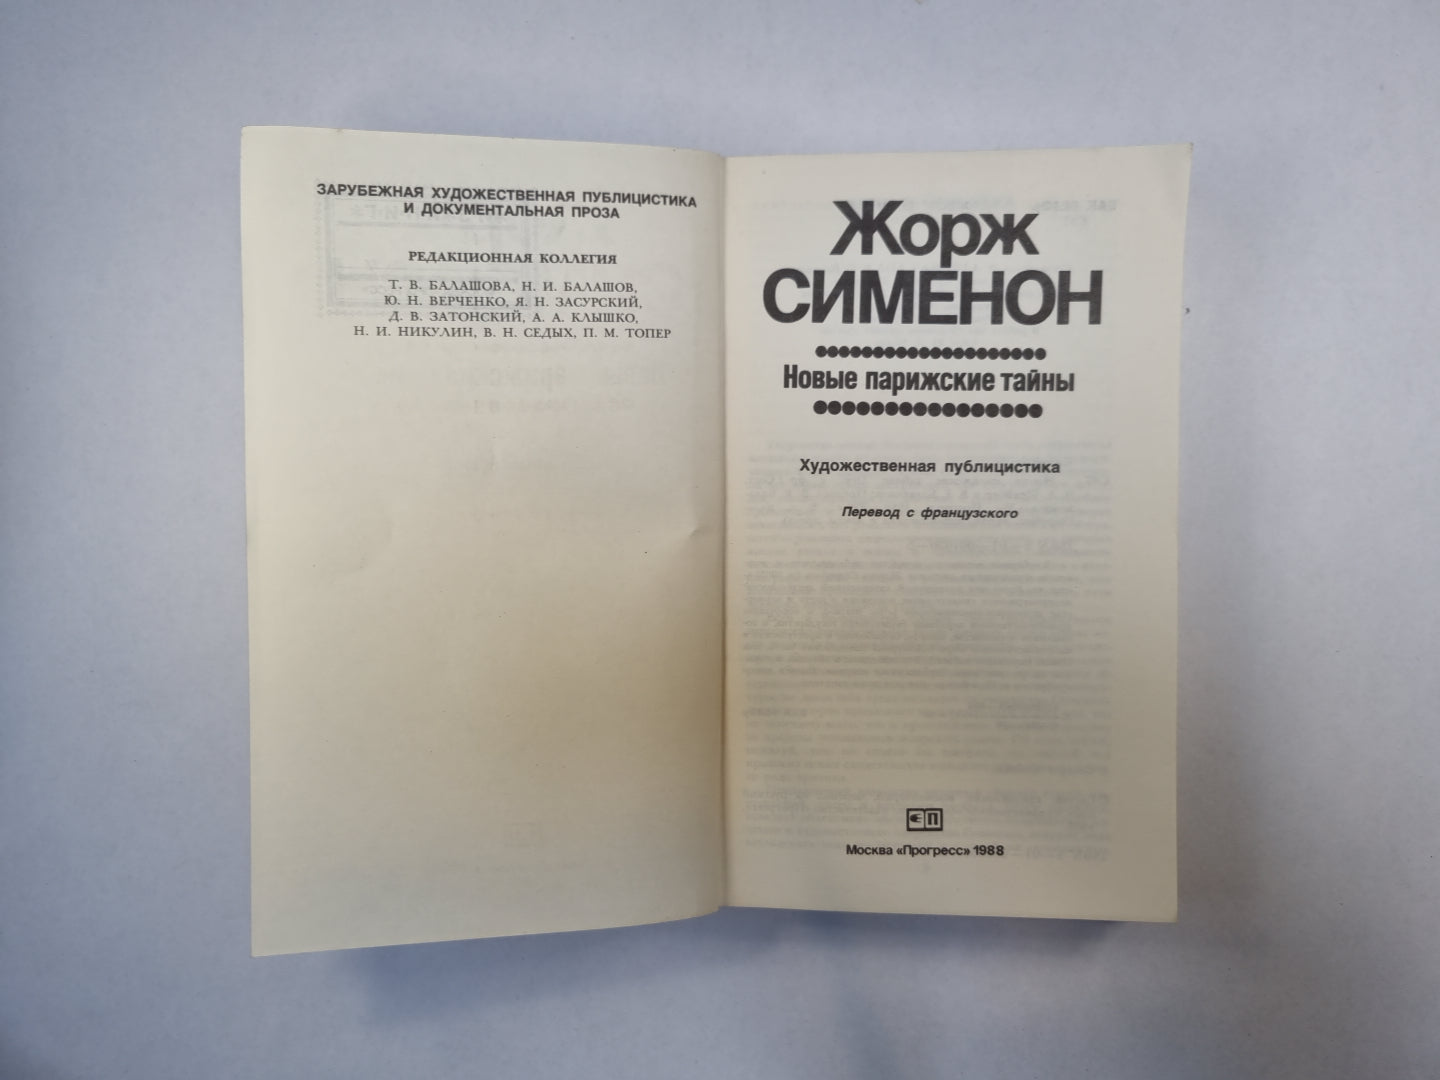 ЗАРУБЕЖНАЯ ХУДОЖЕСТВЕННАЯ ПУБЛИЦИСТИКА
И ДОКУМЕНТАЛЬНАЯ ПРОЗА
РЕДАКЦИОННАЯ КОЛЛЕГИЯ
Т. В. БАЛАШОВА, Н. И. БАЛАШОВ,
Ю. Н. ВЕРЧЕНКО, Я. Н. ЗАСУРСКИЙ,
Д. В. ЗАТОНСКИЙ, А. А. КЛЫШКО,
Н. И. НИКУЛИН, В. Н. СЕДЫХ, П. М. ТОПЕР
Жорж
СИМЕНОН
Новые парижские тайны
Художественная публицистика
Перевод с французского
П
Москва «Прогресс» 1988